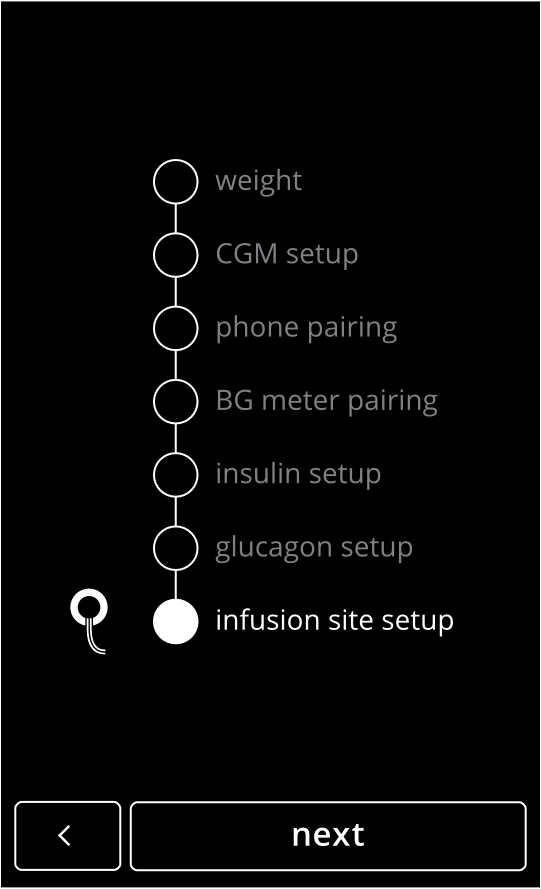 weight
CGM setup
phone pairing
BG meter pairing
insulin setup
glucagon setup
infusion site setup
next